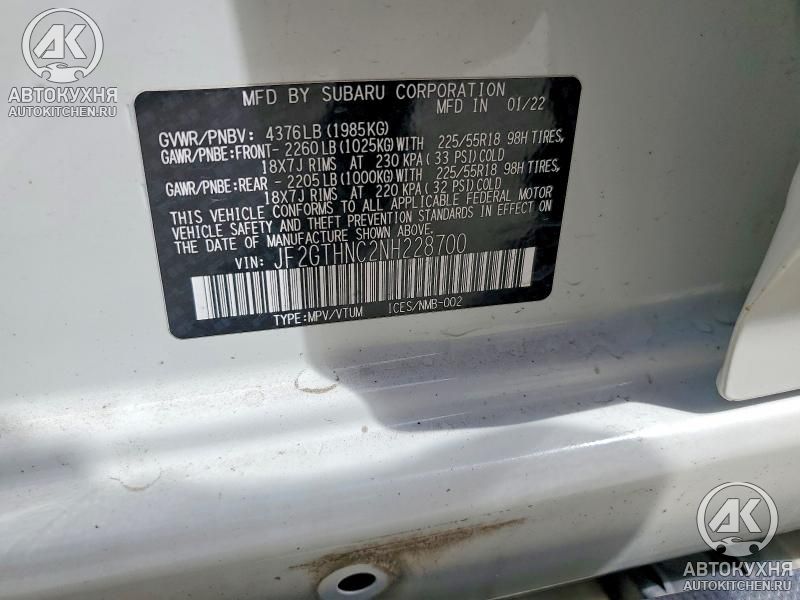 AK
АВТОКУХНЯ
AUTOKITCHEN.RU
MFD BY SUBARU CORPORATION
MFD IN 01/22
GVWR/PNBV: 4376LB(1985KG)
GAWR/PNBE:FRONT- 2260LB(1025KG)WITH 225/55R18 98H TIRES,
18X7J RIMS AT 230 KPA(33 PSI)COLD
GAWR/PNBE:REAR - 2205LB(1000KG)WITH 225/55R18 98H TIRES,
18X7J RIMS AT 220 KPA(32 PSI)COLD
THIS VEHICLE CONFORMS TO ALL APPLICABLE FEDERAL MOTOR
VEHICLE SAFETY AND THEFT PREVENTION STANDARDS IN EFFECT ON
THE DATE OF MANUFACTURE SHOWN ABOVE.
VIN: JF2GTHNC2NH228700
TYPE:MPV/VTUM ICES/NMB-002
AK
АВТОКУХНЯ
AUTOKITCHEN.RU